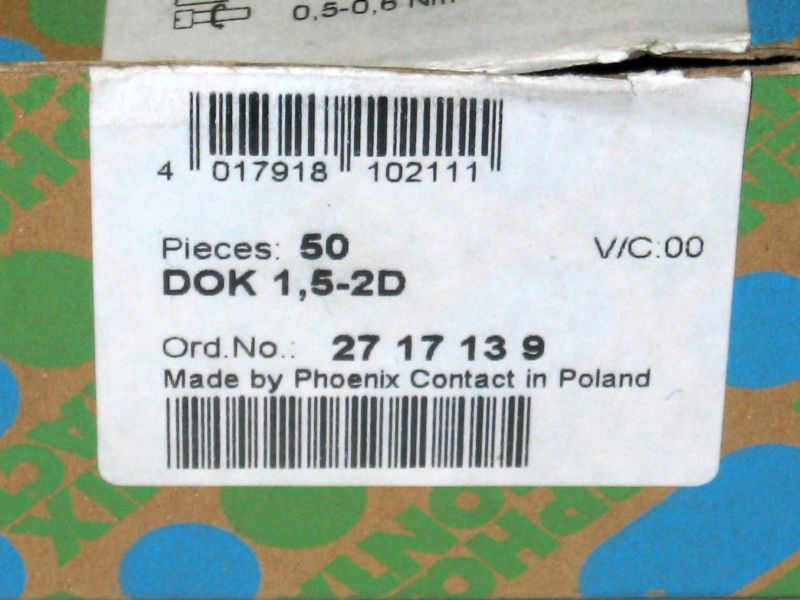 0,5-0,6 Nm
4 017918 102111
Pieces: 50 V/C:00
DOK 1,5-2D
Ord.No.: 27 17 13 9
Made by Phoenix Contact in Poland